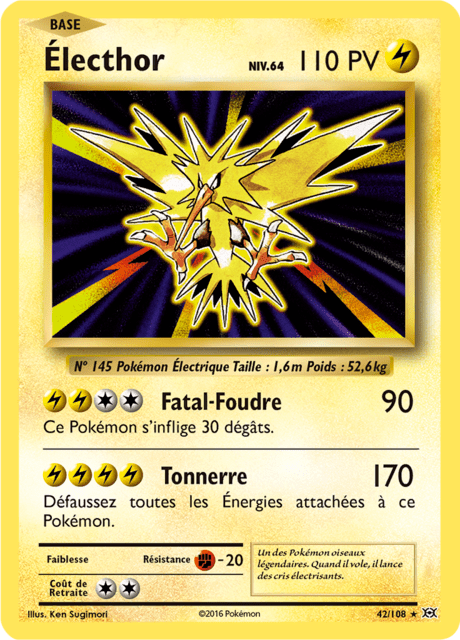 BASE
Électhor NIV.64 110 PV
N° 145 Pokémon Électrique Taille : 1,6m Poids : 52,6kg
Fatal-Foudre 90
Ce Pokémon s'inflige 30 dégâts.
Tonnerre 170
Défaussez toutes les Énergies attachées à ce
Pokémon.
Faiblesse Résistance -20
Coût de
Retraite
Un des Pokémon oiseaux
légendaires. Quand il vole, il lance
des cris électrisants.
Illus. Ken Sugimori ©2016 Pokémon 42/108 ★